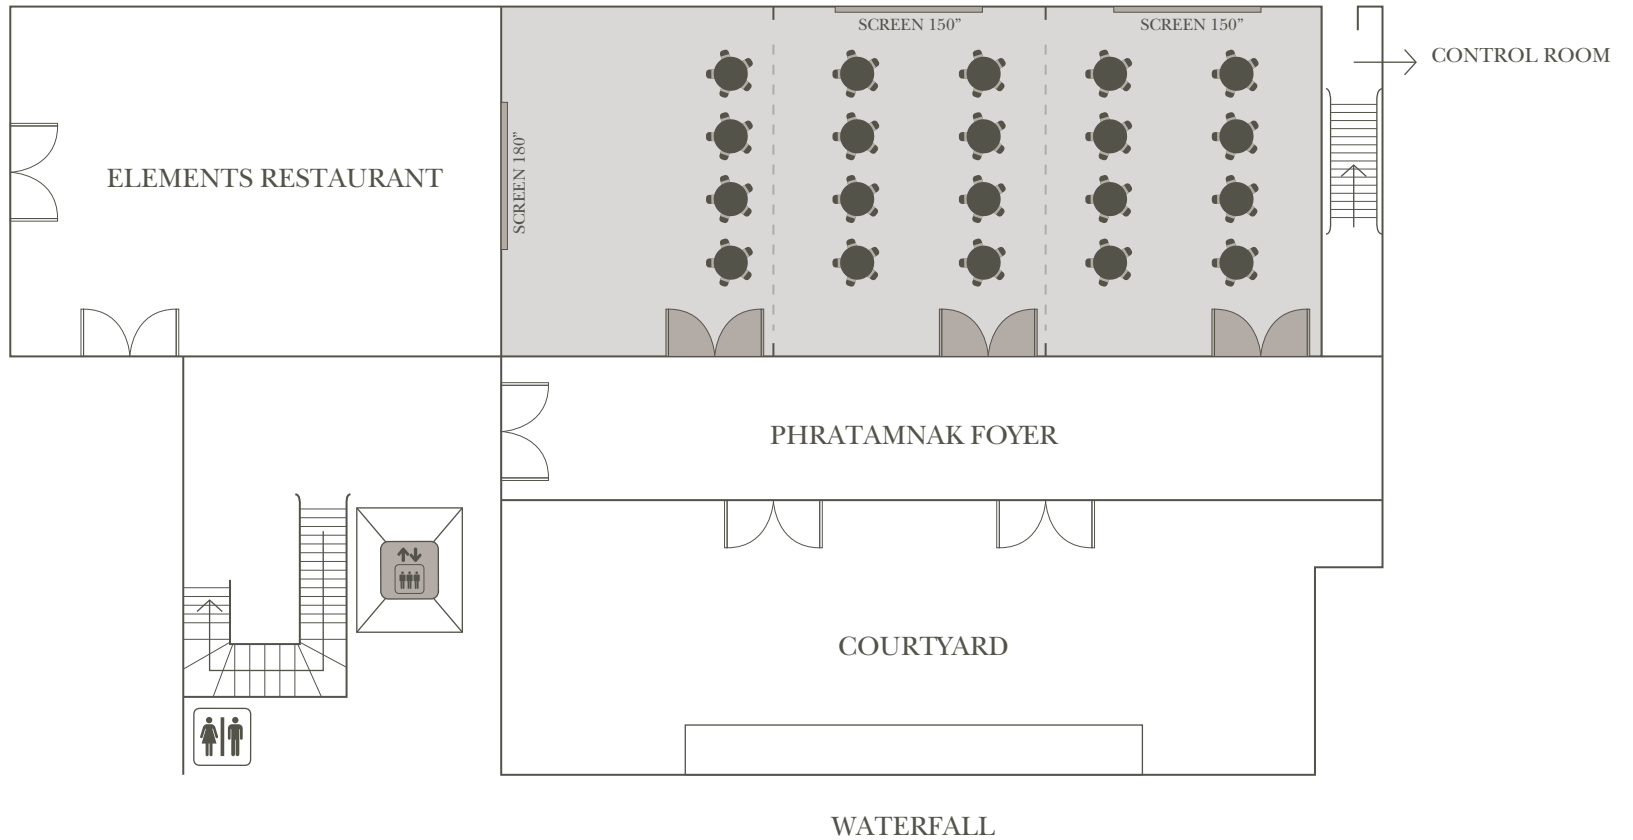 SCREEN 150”
SCREEN 150”
CONTROL ROOM
SCREEN 180”
ELEMENTS RESTAURANT
PHRATAMNAK FOYER
COURTYARD
WATERFALL